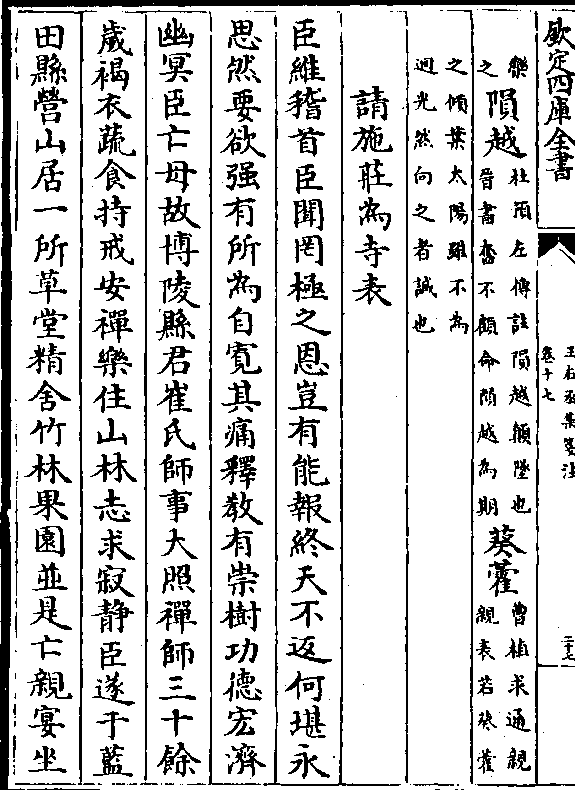 欽定四庫全書
王右丞集箋注
卷十七
二十七
樂
之
隕越
杜預左傳註隕越顛墜也
晉書奮不顧命隕越為期
葵藿
曹植求通親
親表若葵藿
之傾葉太陽雖不為
迴光然向之者誠也
請施莊為寺表
臣維稽首臣聞罔極之恩豈有能報終天不返何堪永
思然要欲强有所為自寛其痛釋教有崇樹功德宏濟
幽冥臣亡母故博陵縣君崔氏師事大照禪師三十餘
歲褐衣蔬食持戒安禪樂住山林志求寂静臣遂于藍
田縣營山居一所草堂精舍竹林果園並是亡親宴坐